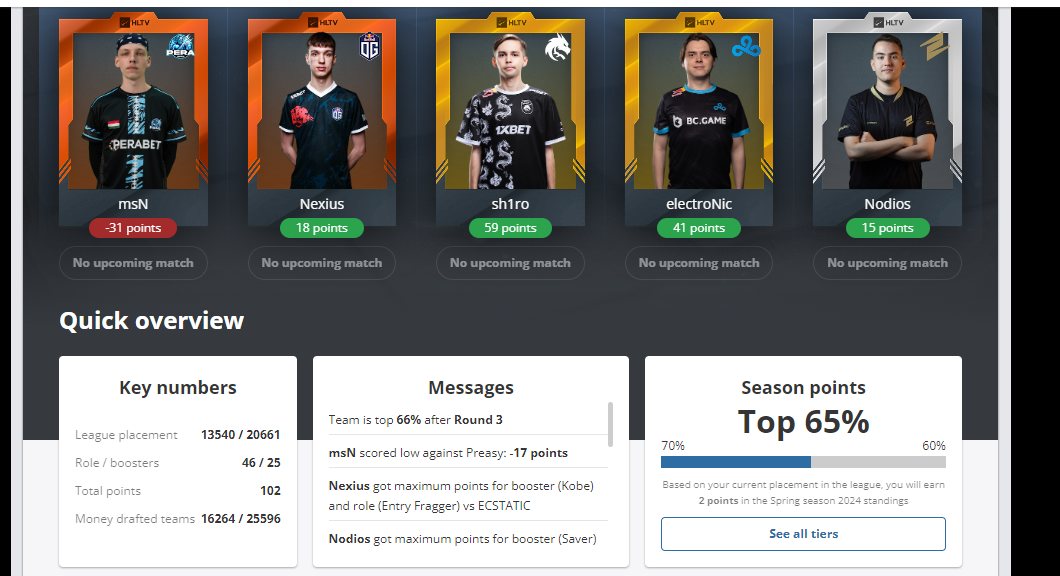 HLTV
HLTV
HLTV
HLTV
HLTV
PERA
OG
PERABET
1XBET
BC.GAME
msN
Nexius
sh1ro
electroNic
Nodios
-31 points
18 points
59 points
41 points
15 points
No upcoming match
No upcoming match
No upcoming match
No upcoming match
No upcoming match
Quick overview
Key numbers
League placement 13540 / 20661
Role / boosters 46 / 25
Total points 102
Money drafted teams 16264 / 25596
Messages
Team is top 66% after Round 3
msN scored low against Preasy: -17 points
Nexius got maximum points for booster (Kobe)
and role (Entry Fragger) vs ECSTATIC
Nodios got maximum points for booster (Saver)
Season points
Top 65%
70% 60%
Based on your current placement in the league, you will earn
2 points in the Spring season 2024 standings
See all tiers